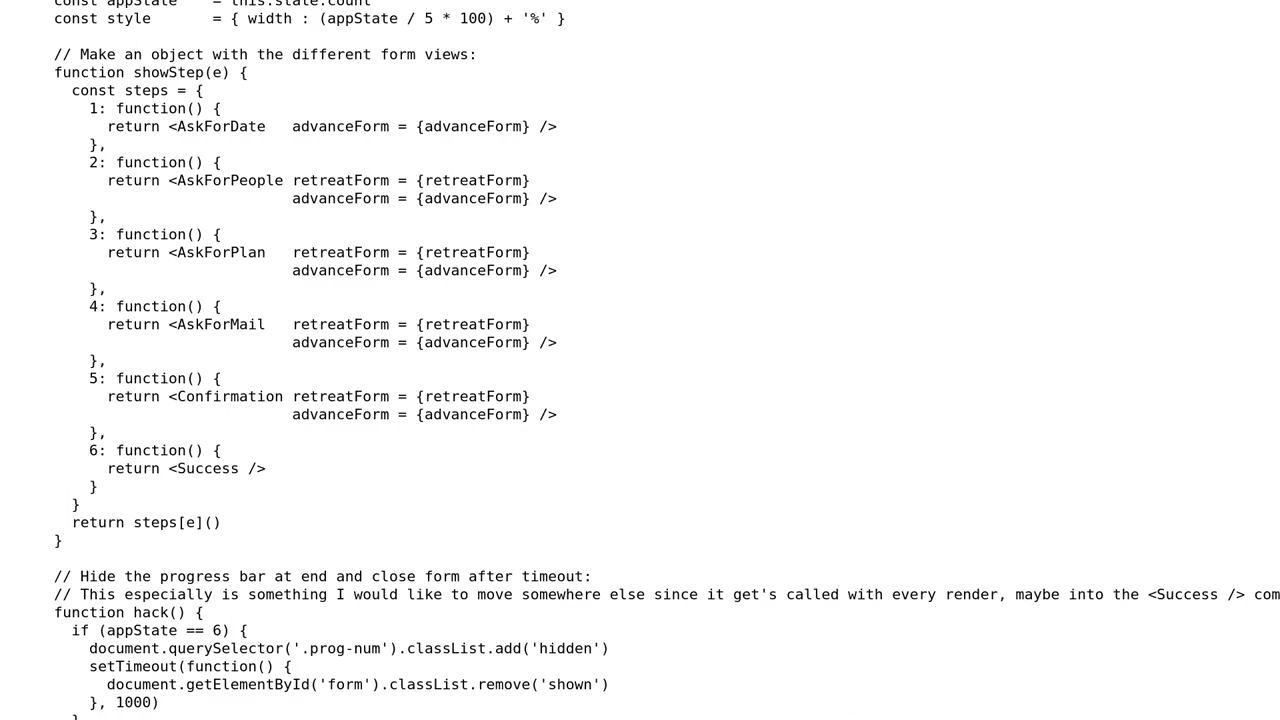 const appState    = this.state.count
const style       = { width : (appState / 5 * 100) + '%' }

// Make an object with the different form views:
function showStep(e) {
  const steps = {
    1: function() {
      return <AskForDate   advanceForm = {advanceForm} />
    },
    2: function() {
      return <AskForPeople retreatForm = {retreatForm}
                           advanceForm = {advanceForm} />
    },
    3: function() {
      return <AskForPlan   retreatForm = {retreatForm}
                           advanceForm = {advanceForm} />
    },
    4: function() {
      return <AskForMail   retreatForm = {retreatForm}
                           advanceForm = {advanceForm} />
    },
    5: function() {
      return <Confirmation retreatForm = {retreatForm}
                           advanceForm = {advanceForm} />
    },
    6: function() {
      return <Success />
    }
  }
  return steps[e]()
}

// Hide the progress bar at end and close form after timeout:
// This especially is something I would like to move somewhere else since it get's called with every render, maybe into the <Success /> com
function hack() {
  if (appState == 6) {
    document.querySelector('.prog-num').classList.add('hidden')
    setTimeout(function() {
      document.getElementById('form').classList.remove('shown')
    }, 1000)
  }